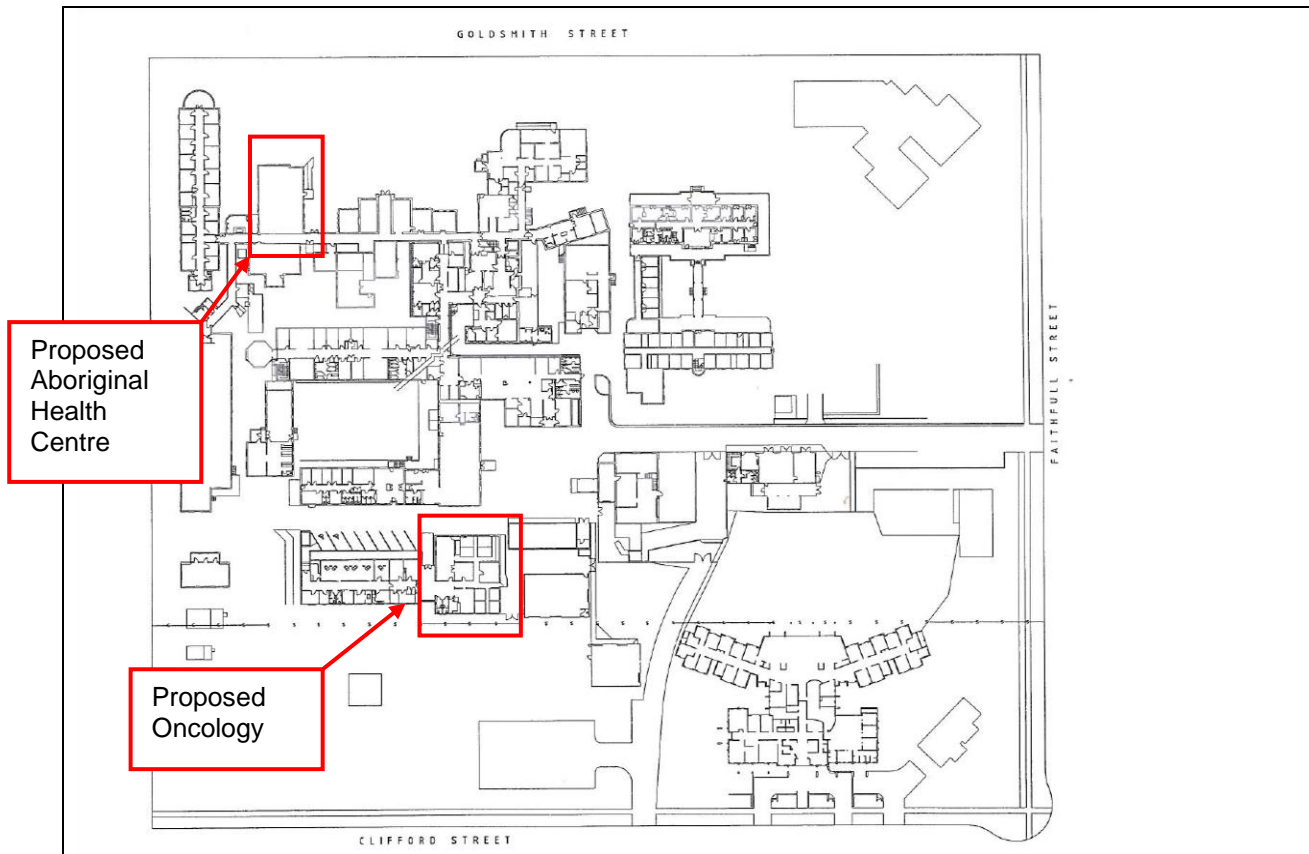 GOLDSMITH STREET
Proposed
Aboriginal
Health
Centre
FAITHFULL STREET
Proposed
Oncology
CLIFFORD STREET